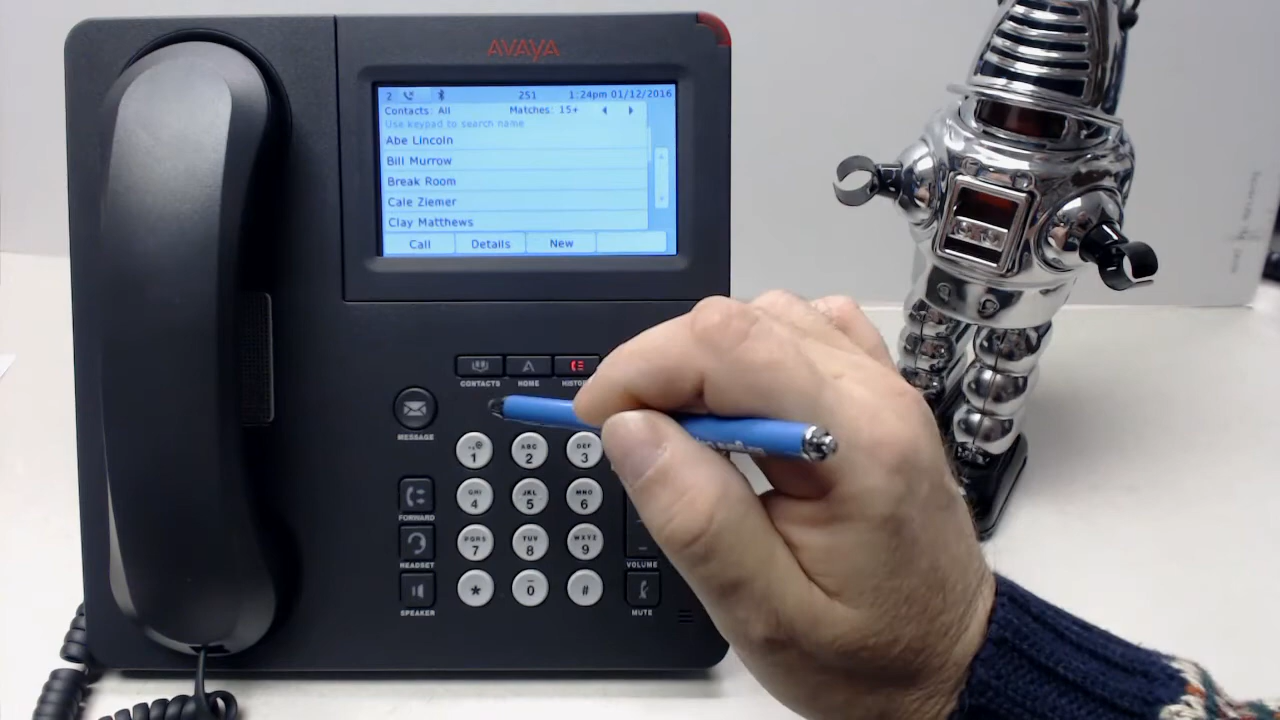 AVAYA
2 251 1:24pm 01/12/2016
Contacts: All Matches: 15+
Use keypad to search name
Abe Lincoln
Bill Murrow
Break Room
Cale Ziemer
Clay Matthews
Call Details New
CONTACTS HOME
MESSAGE
1 ABC 2 DEF 3
GHI 4 JKL 5 MNO 6
FORWARD
PQRS 7 TUV 8 WXYZ 9
HEADSET VOLUME
* 0 #
SPEAKER MUTE